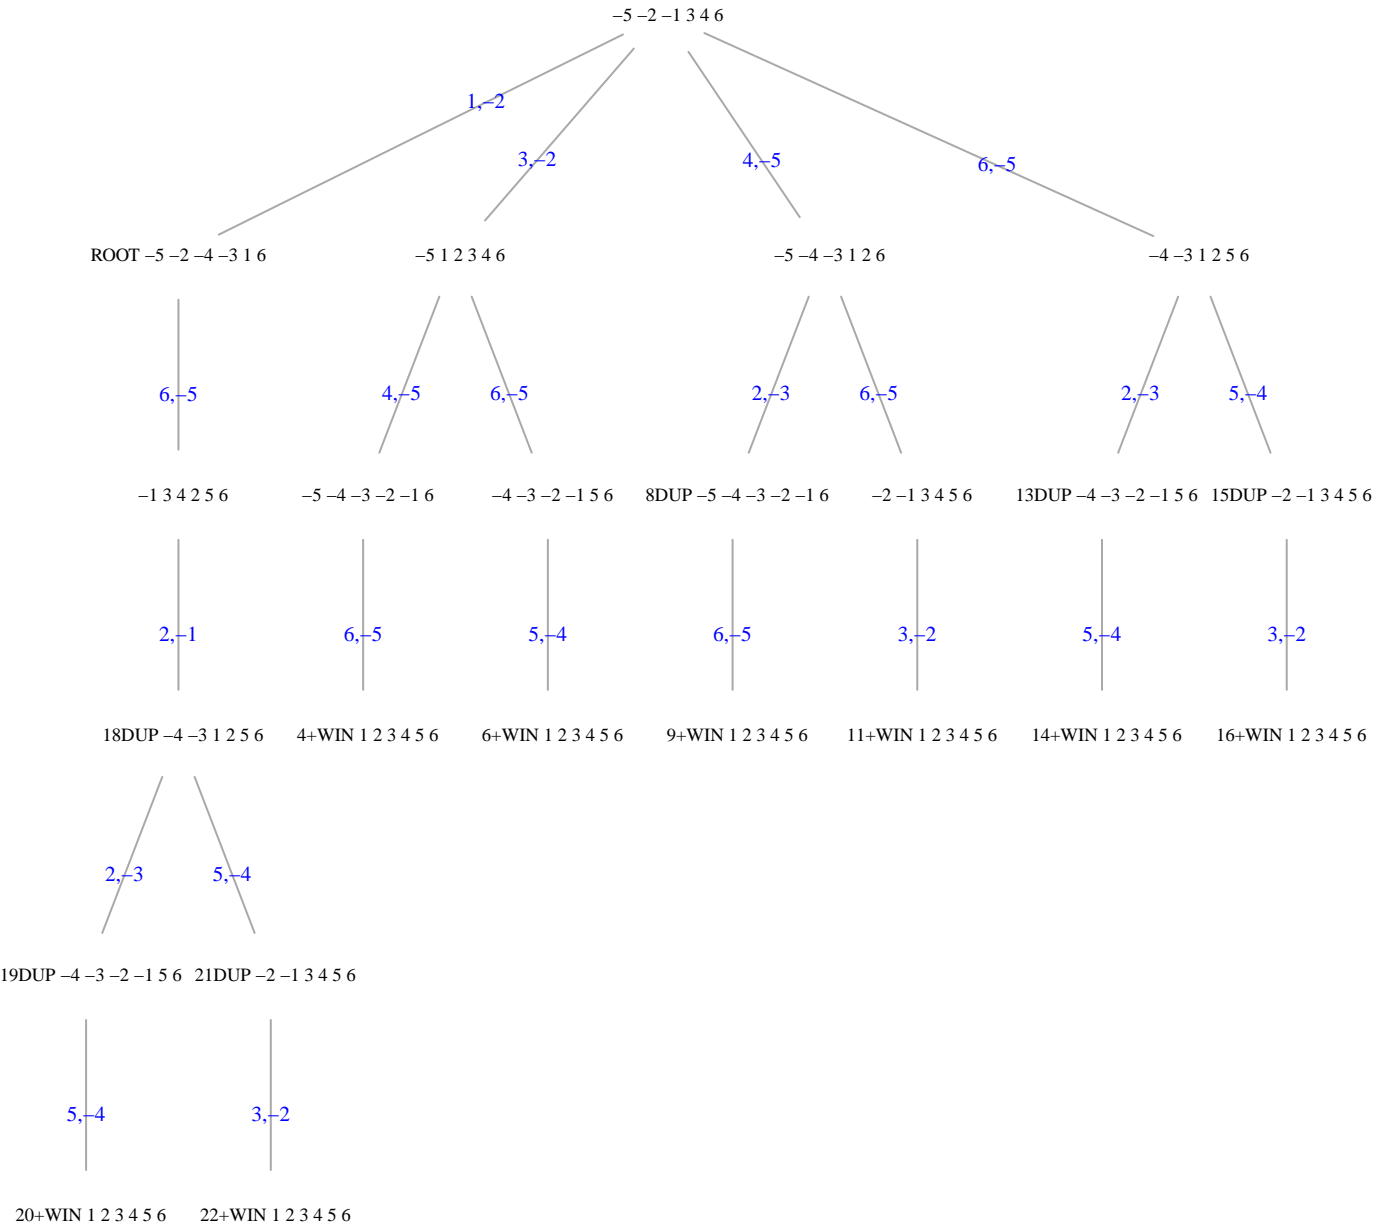 –5 –2 –1 3 4 6
1,–2
3,–2
4,–5
6,–5
ROOT –5 –2 –4 –3 1 6
–5 1 2 3 4 6
–5 –4 –3 1 2 6
–4 –3 1 2 5 6
6,–5
4,–5
6,–5
2,–3
6,–5
2,–3
5,–4
–1 3 4 2 5 6
–5 –4 –3 –2 –1 6
–4 –3 –2 –1 5 6
8DUP –5 –4 –3 –2 –1 6
–2 –1 3 4 5 6
13DUP –4 –3 –2 –1 5 6
15DUP –2 –1 3 4 5 6
2,–1
6,–5
5,–4
6,–5
3,–2
5,–4
3,–2
18DUP –4 –3 1 2 5 6
4+WIN 1 2 3 4 5 6
6+WIN 1 2 3 4 5 6
9+WIN 1 2 3 4 5 6
11+WIN 1 2 3 4 5 6
14+WIN 1 2 3 4 5 6
16+WIN 1 2 3 4 5 6
2,–3
5,–4
19DUP –4 –3 –2 –1 5 6
21DUP –2 –1 3 4 5 6
5,–4
3,–2
20+WIN 1 2 3 4 5 6
22+WIN 1 2 3 4 5 6